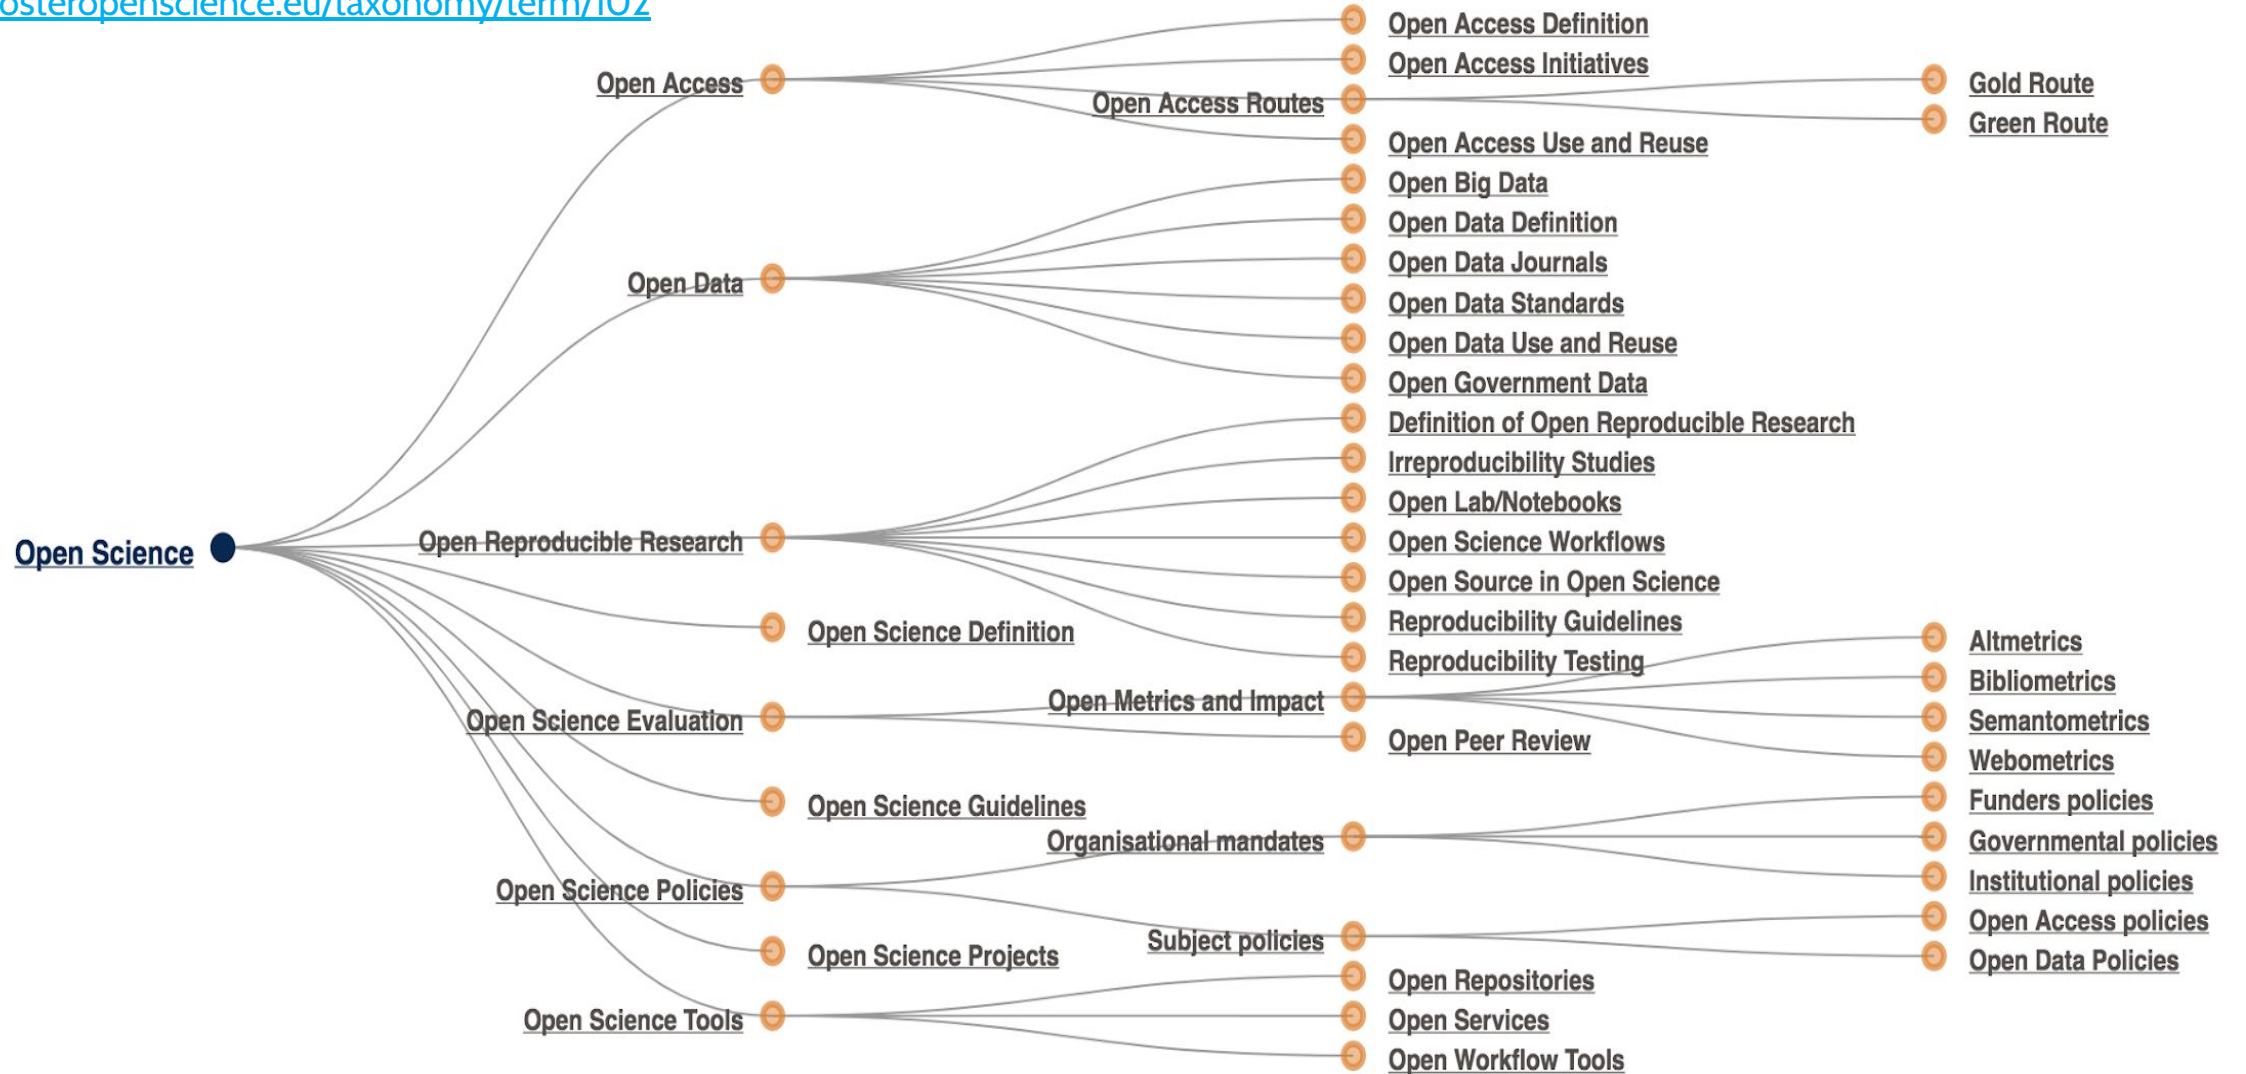 osteropenscience.eu/taxonomy/term/102
Open Science
Open Access
Open Access Definition
Open Access Initiatives
Open Access Routes
Gold Route
Green Route
Open Access Use and Reuse
Open Data
Open Big Data
Open Data Definition
Open Data Journals
Open Data Standards
Open Data Use and Reuse
Open Government Data
Open Reproducible Research
Definition of Open Reproducible Research
Irreproducibility Studies
Open Lab/Notebooks
Open Science Workflows
Open Source in Open Science
Reproducibility Guidelines
Reproducibility Testing
Open Science Definition
Open Science Evaluation
Open Metrics and Impact
Altmetrics
Bibliometrics
Semantometrics
Webometrics
Open Peer Review
Open Science Guidelines
Open Science Policies
Organisational mandates
Funders policies
Governmental policies
Institutional policies
Subject policies
Open Access policies
Open Data Policies
Open Science Projects
Open Science Tools
Open Repositories
Open Services
Open Workflow Tools